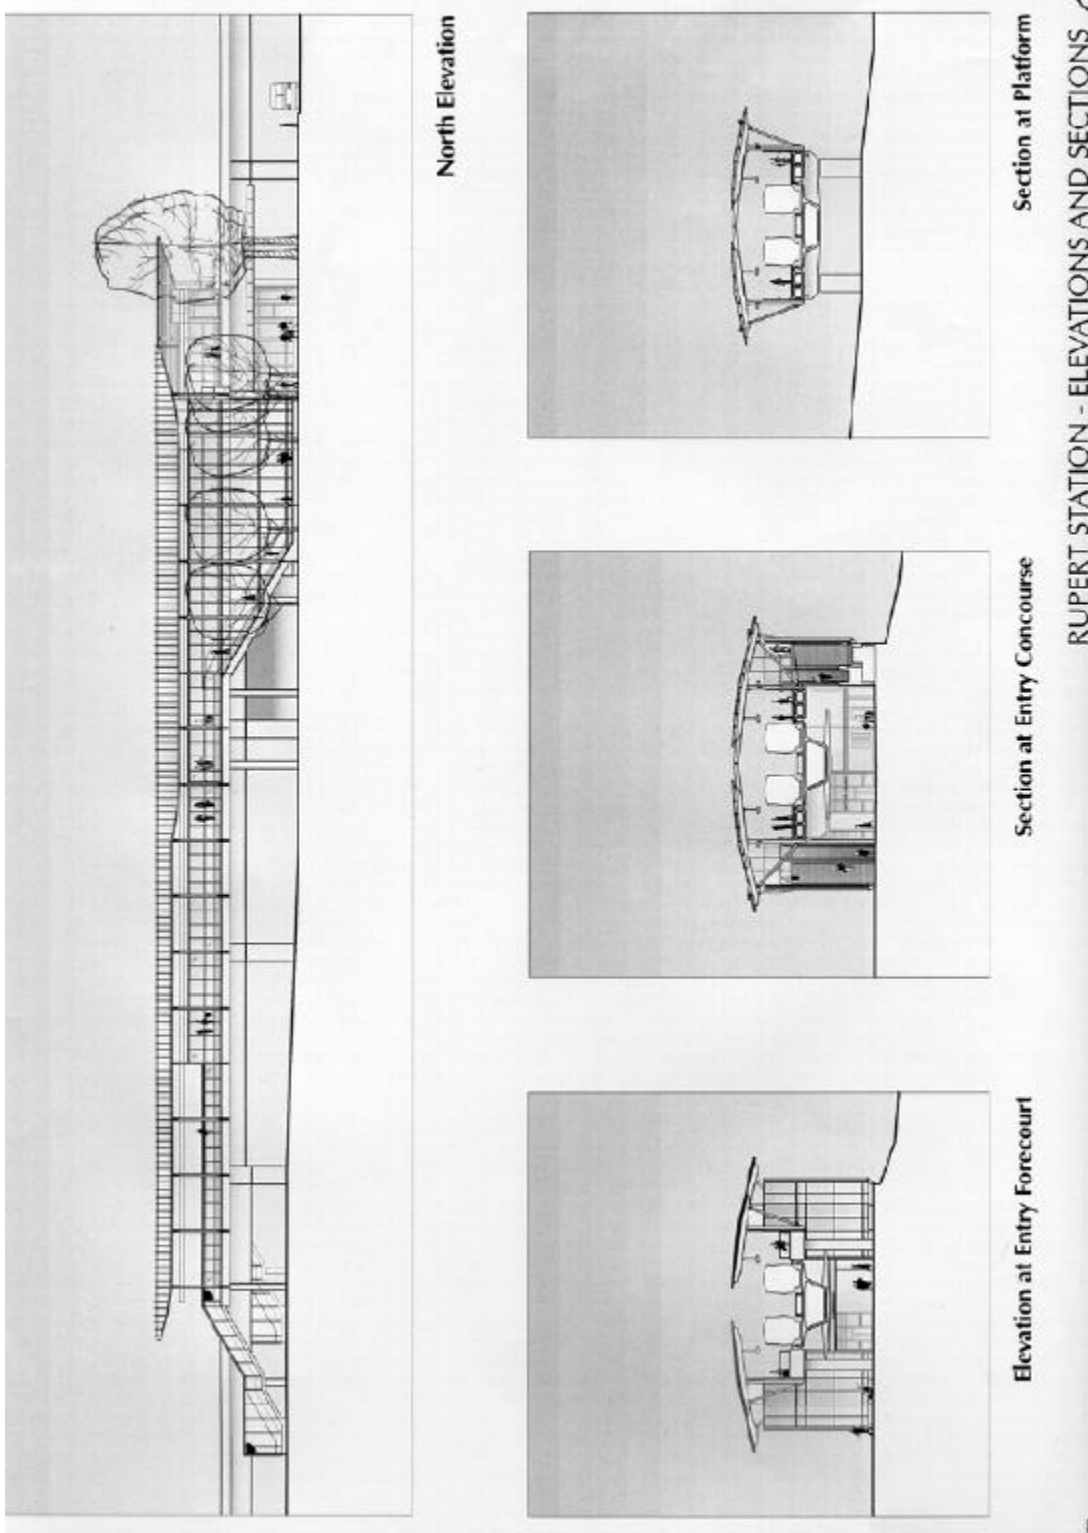 North Elevation
Elevation at Entry Forecourt
Section at Entry Concourse
Section at Platform
RUPERT STATION - ELEVATIONS AND SECTIONS